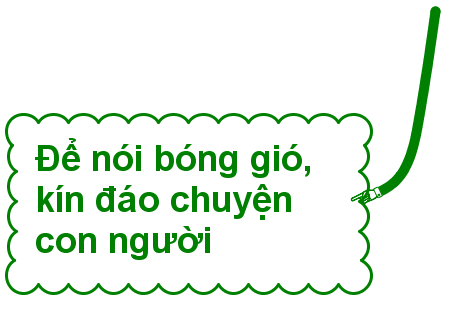 Để nói bóng gió,
kín đáo chuyện
con người